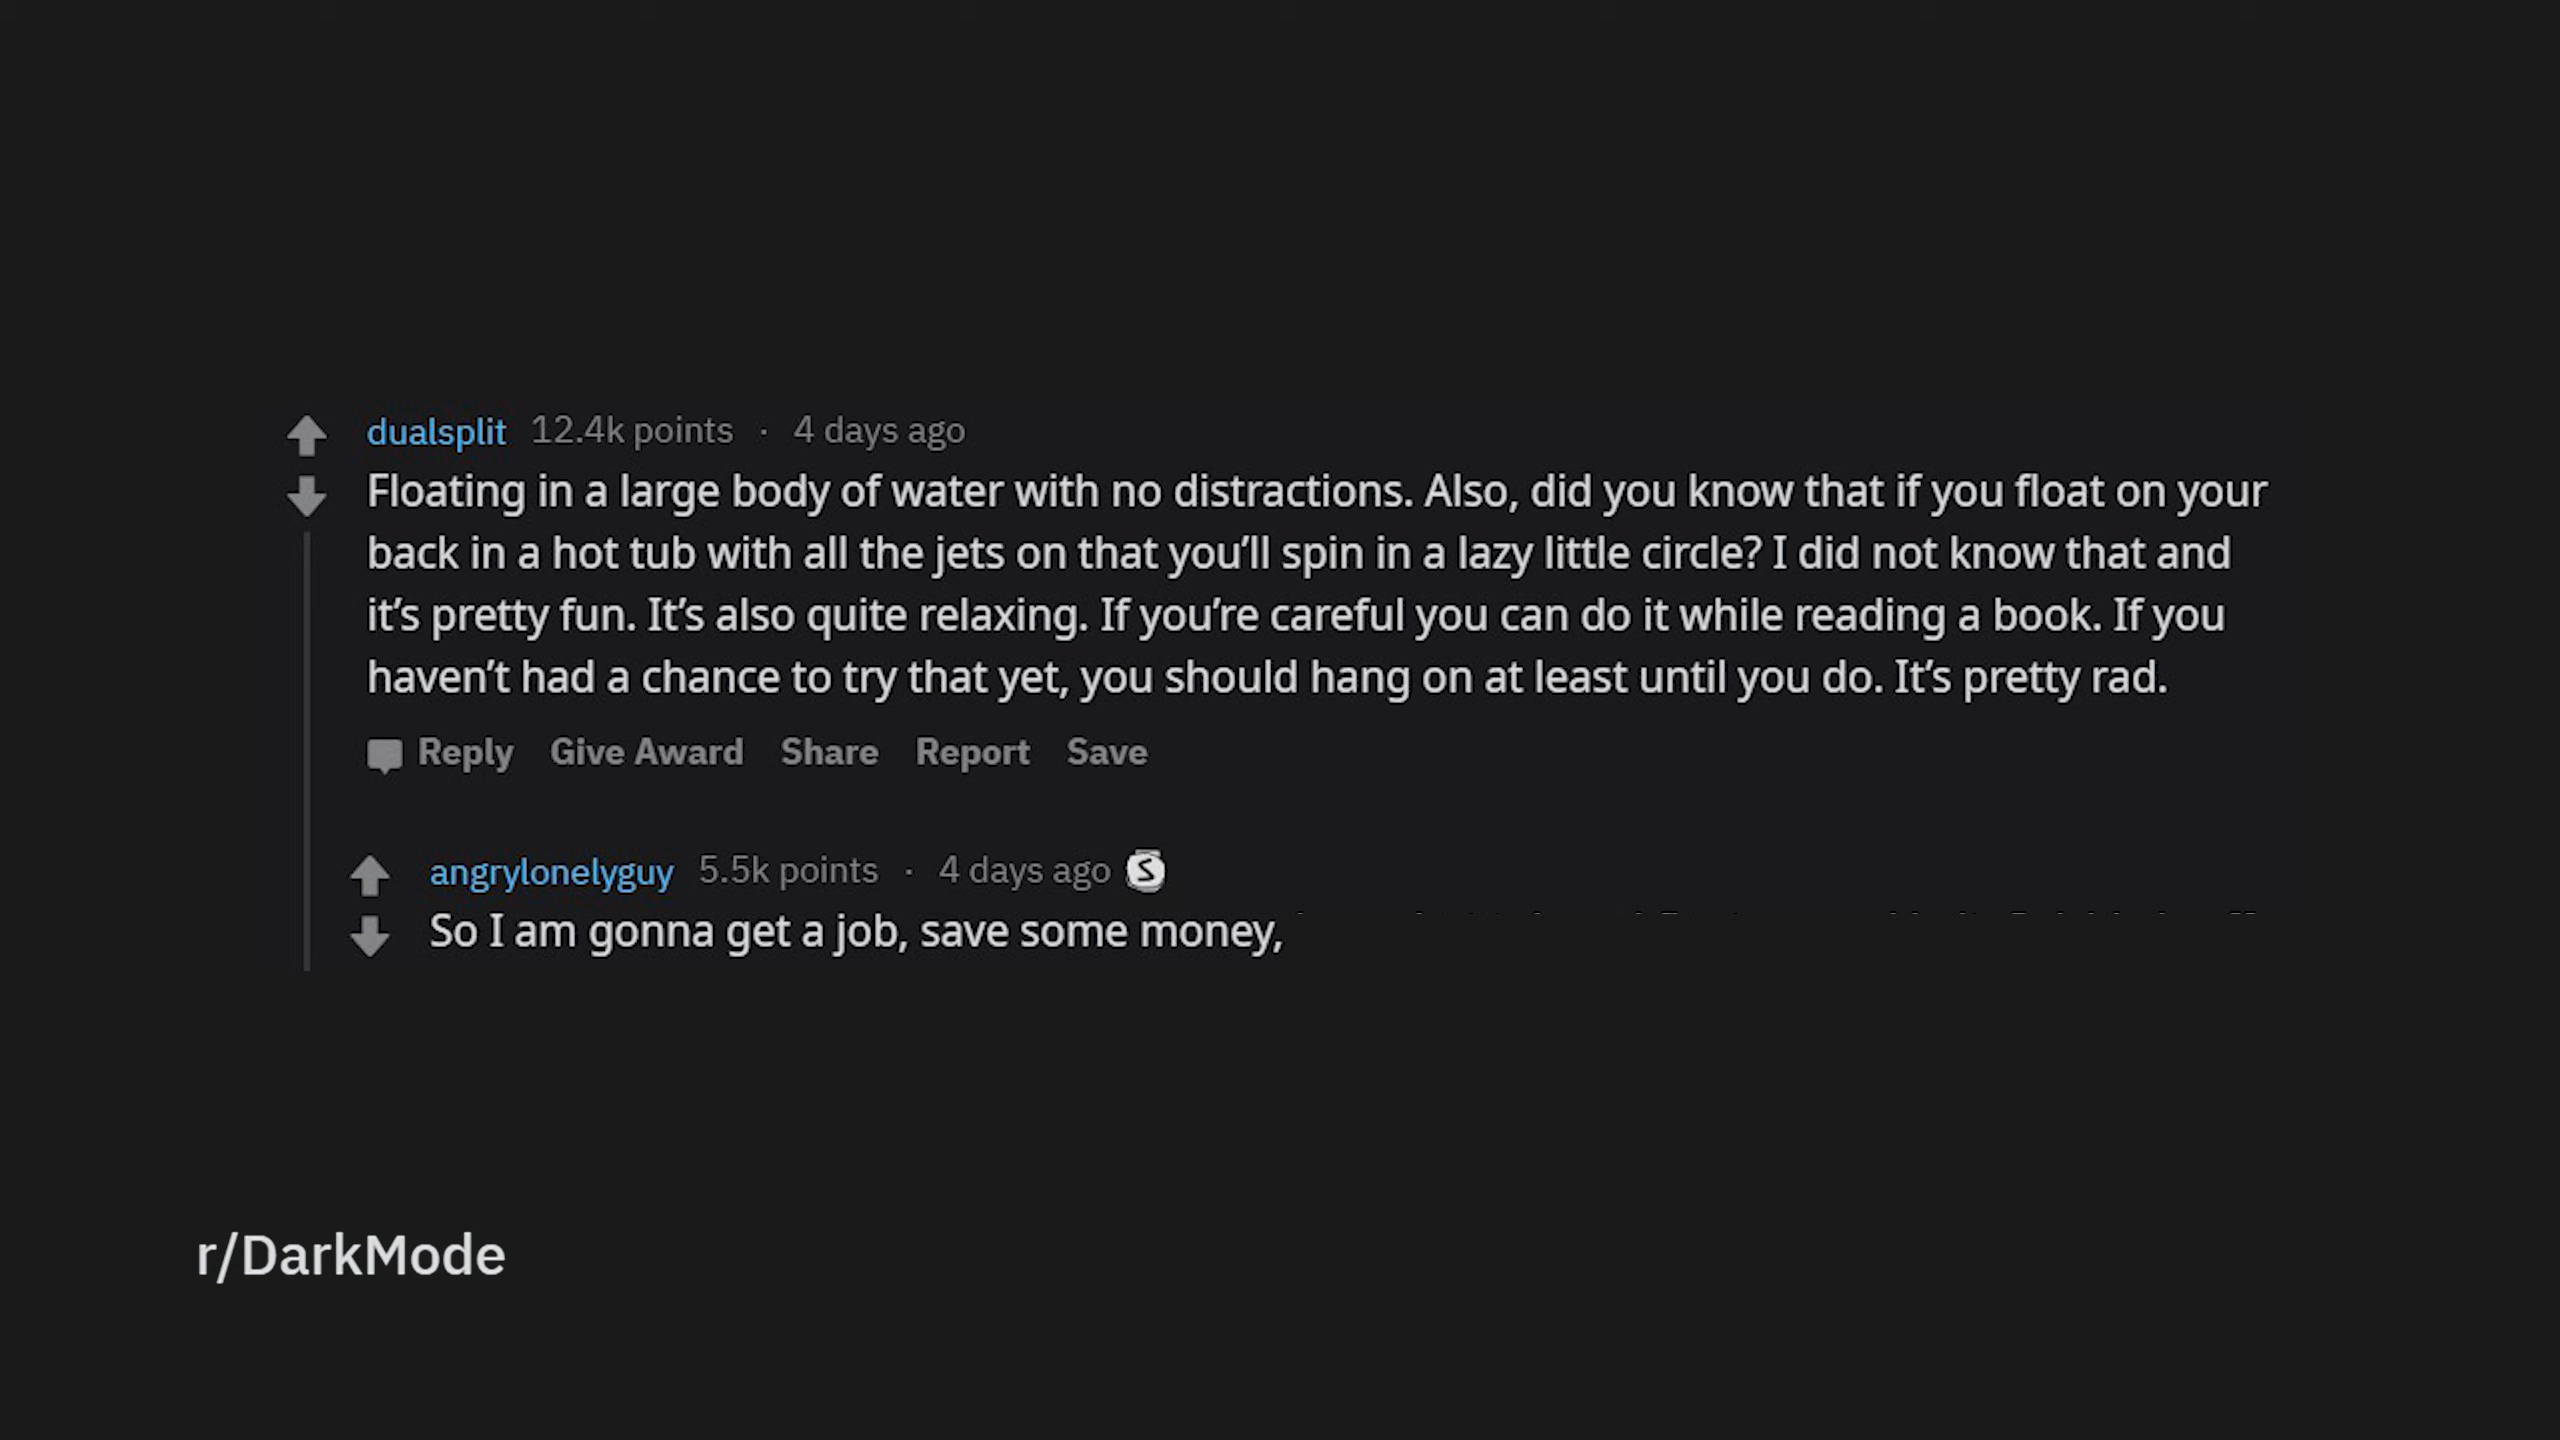 dualsplit 12.4k points · 4 days ago
Floating in a large body of water with no distractions. Also, did you know that if you float on your
back in a hot tub with all the jets on that you’ll spin in a lazy little circle? I did not know that and
it’s pretty fun. It’s also quite relaxing. If you’re careful you can do it while reading a book. If you
haven’t had a chance to try that yet, you should hang on at least until you do. It’s pretty rad.
Reply Give Award Share Report Save
angrylonelyguy 5.5k points · 4 days ago S
So I am gonna get a job, save some money,
r/DarkMode